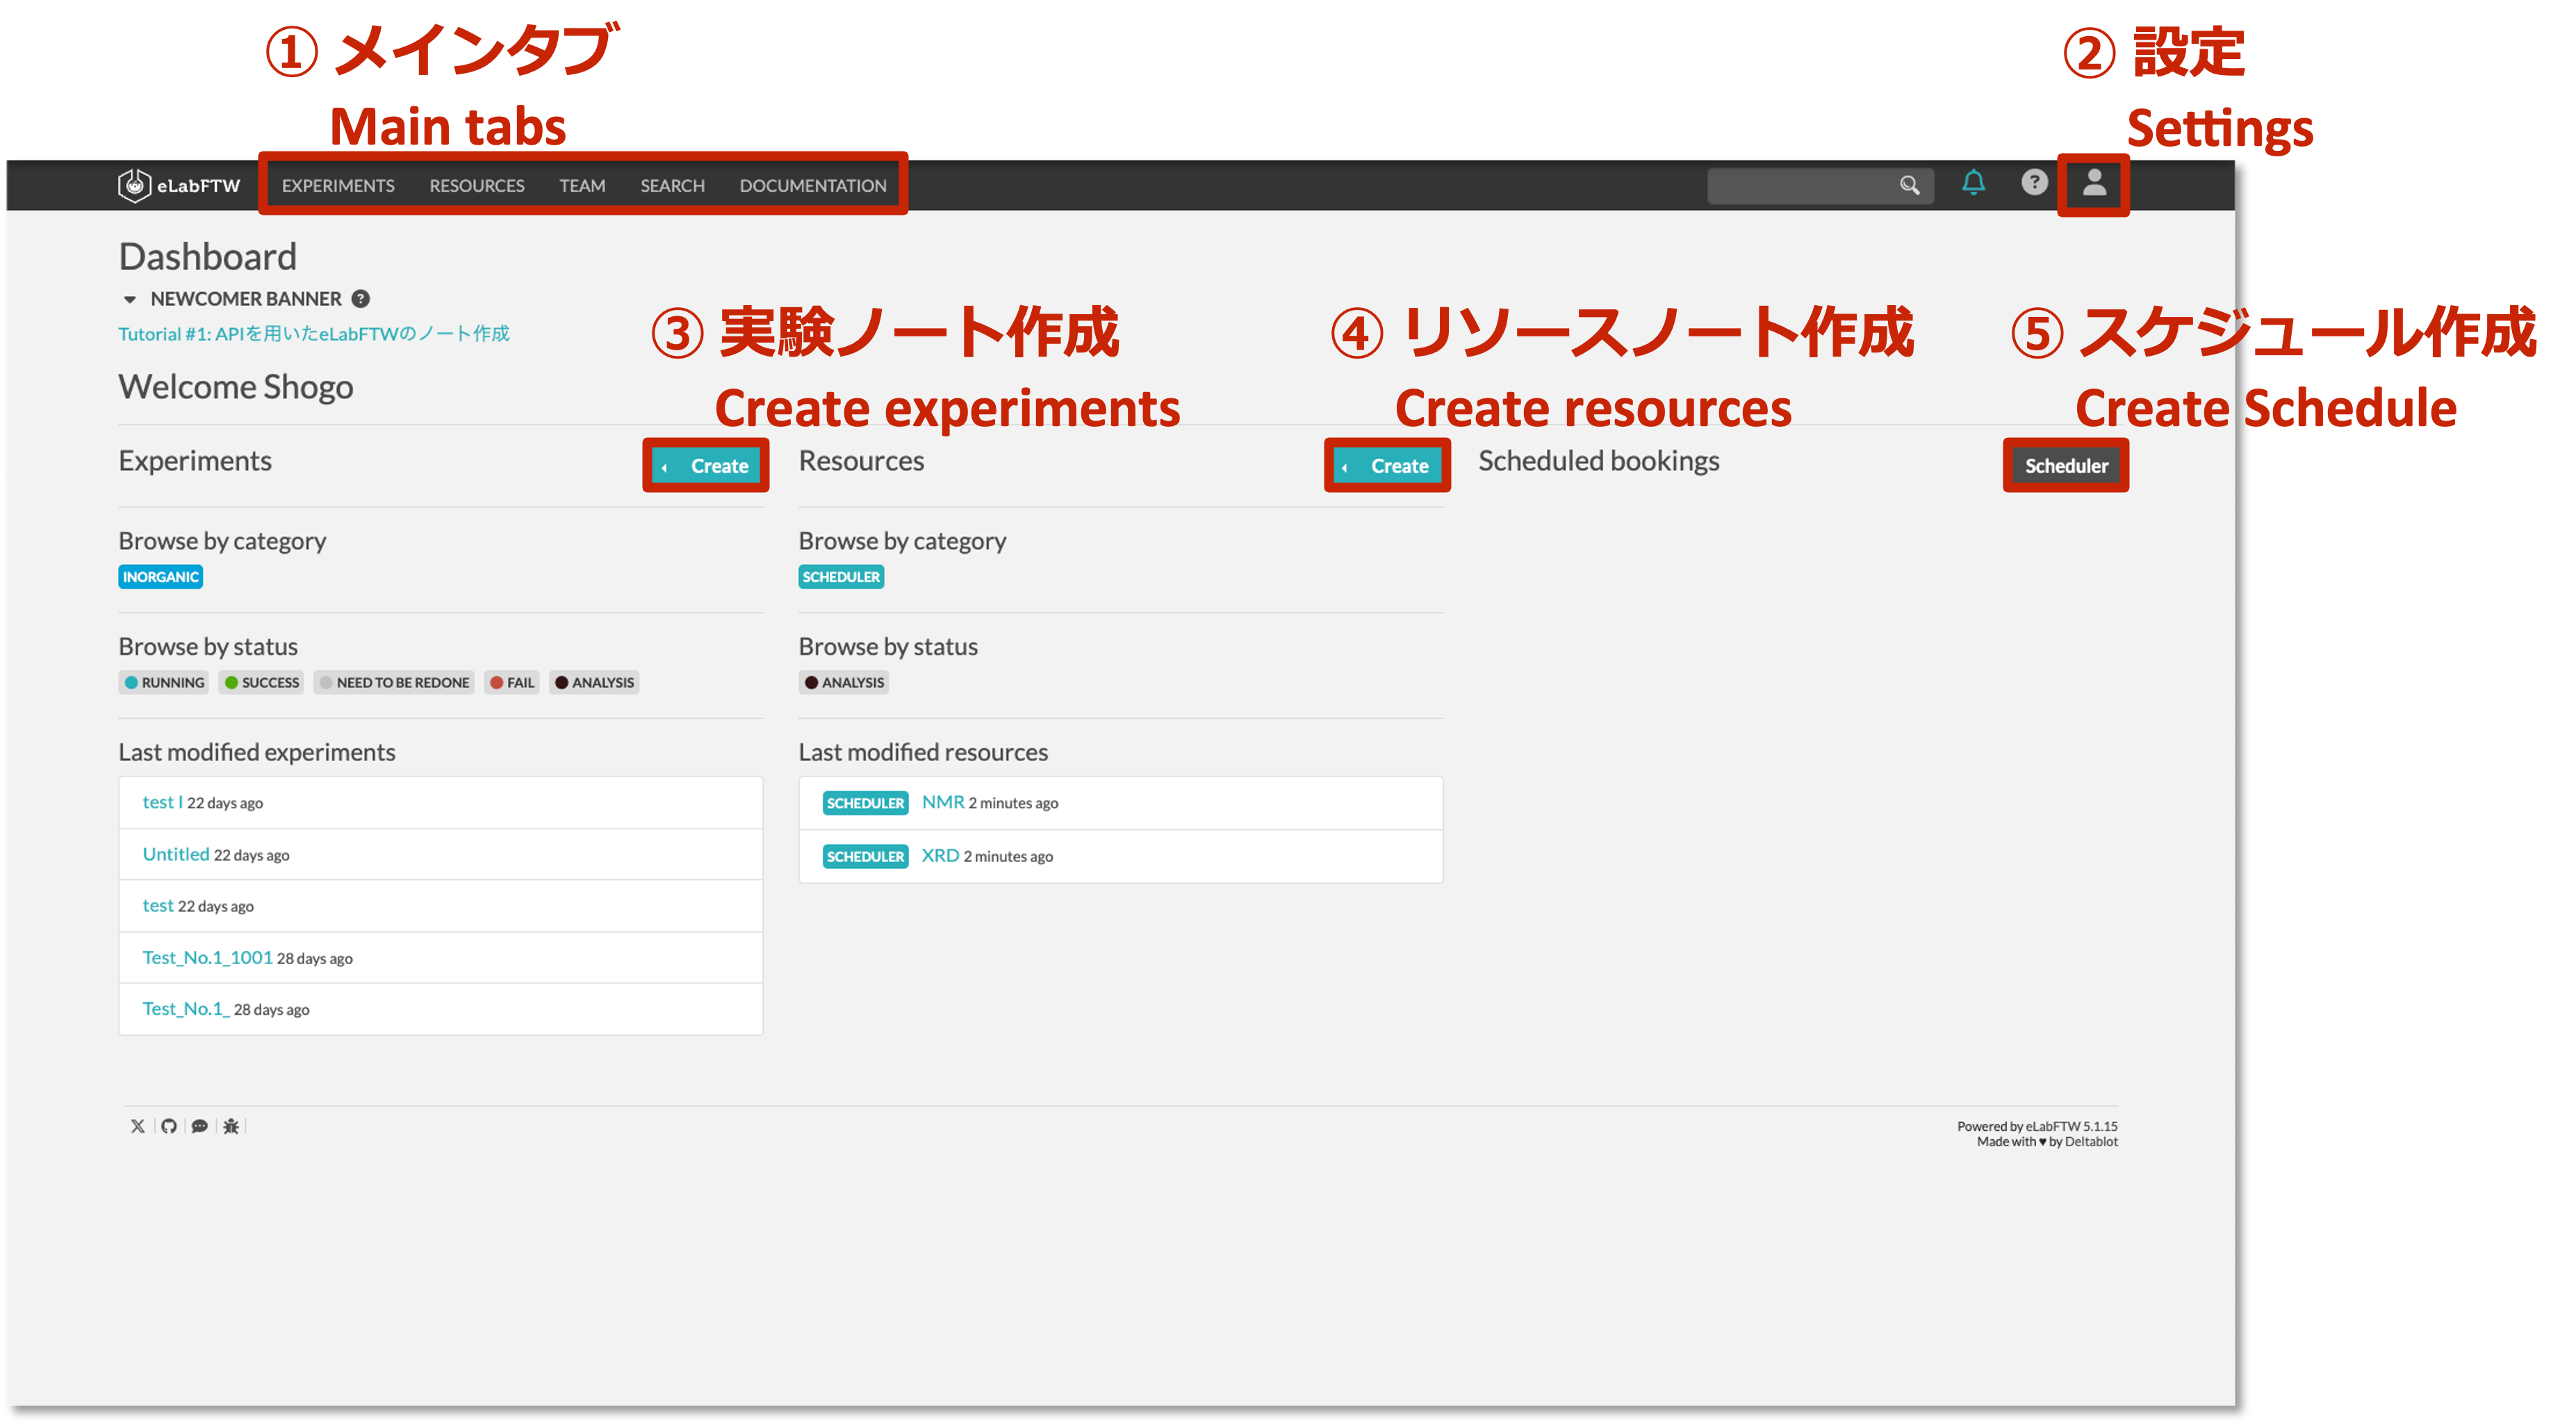 ① メインタブ
Main tabs
② 設定
Settings
eLabFTW EXPERIMENTS RESOURCES TEAM SEARCH DOCUMENTATION
Dashboard
NEWCOMER BANNER
Tutorial #1: APIを用いたeLabFTWのノート作成
Welcome Shogo
③ 実験ノート作成
Create experiments
④ リソースノート作成
Create resources
⑤ スケジュール作成
Create Schedule
Experiments
Create
Browse by category
INORGANIC
Browse by status
RUNNING SUCCESS NEED TO BE REDONE FAIL ANALYSIS
Last modified experiments
test I 22 days ago
Untitled 22 days ago
test 22 days ago
Test_No.1_1001 28 days ago
Test_No.1_ 28 days ago
Resources
Create
Browse by category
SCHEDULER
Browse by status
ANALYSIS
Last modified resources
SCHEDULER NMR 2 minutes ago
SCHEDULER XRD 2 minutes ago
Scheduled bookings
Scheduler
Powered by eLabFTW 5.1.15
Made with ♥ by Deltablot